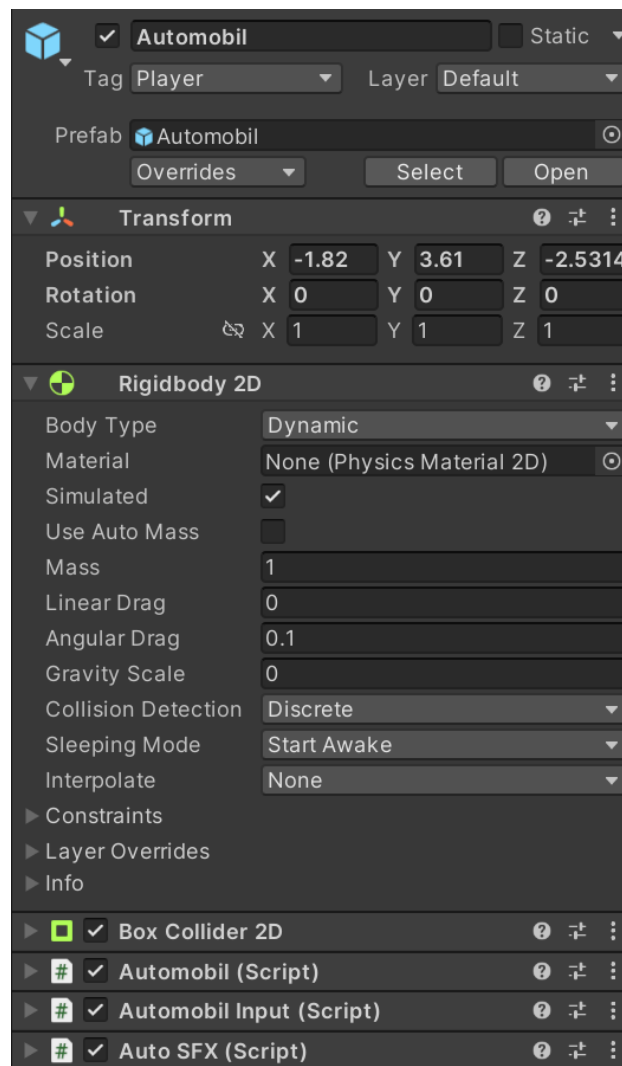 Automobil Static
Tag Player Layer Default
Prefab Automobil
Overrides Select Open
Transform
Position X -1.82 Y 3.61 Z -2.5314
Rotation X 0 Y 0 Z 0
Scale X 1 Y 1 Z 1
Rigidbody 2D
Body Type Dynamic
Material None (Physics Material 2D)
Simulated
Use Auto Mass
Mass 1
Linear Drag 0
Angular Drag 0.1
Gravity Scale 0
Collision Detection Discrete
Sleeping Mode Start Awake
Interpolate None
Constraints
Layer Overrides
Info
Box Collider 2D
# Automobil (Script)
# Automobil Input (Script)
# Auto SFX (Script)